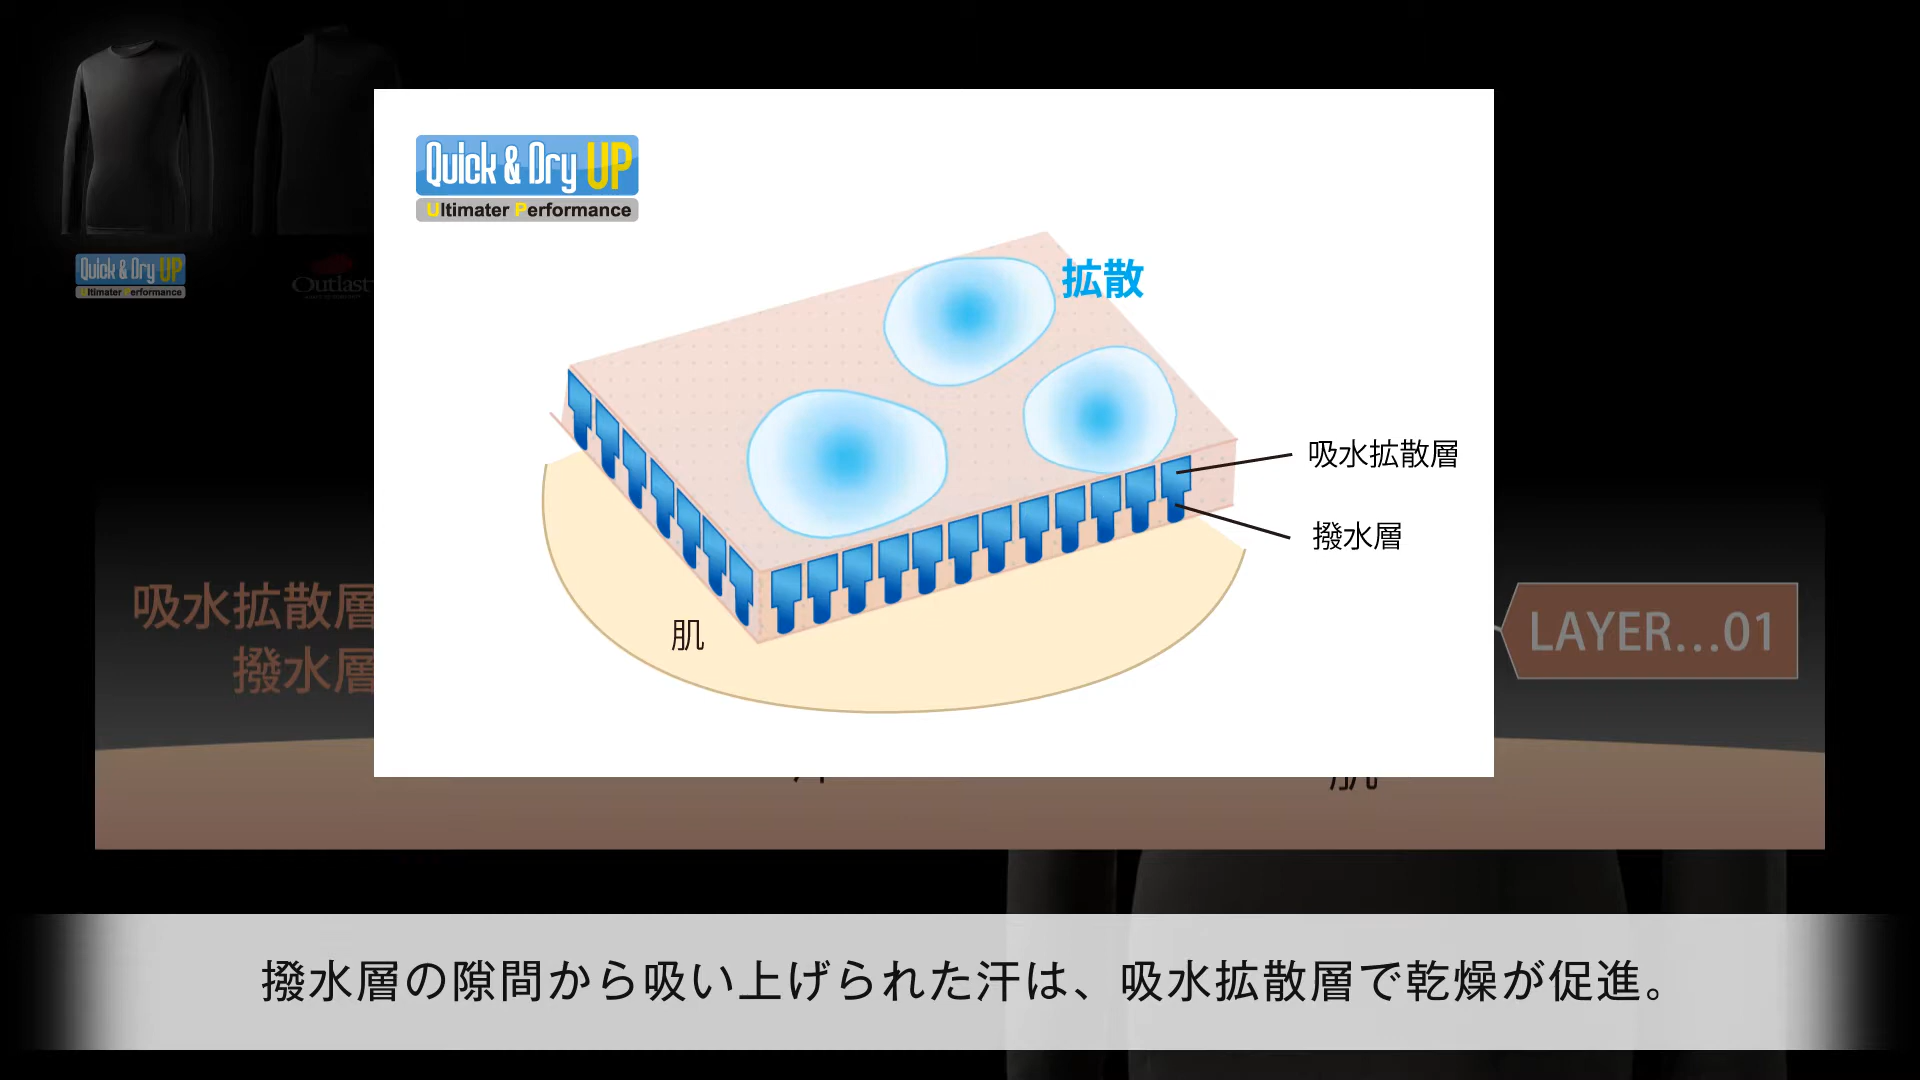 Quick & Dry UP
Ultimater Performance
Quick & Dry UP
Ultimater Performance
Outlast
拡散
吸水拡散層
撥水層
肌
吸水拡散層
撥水層
LAYER...01
肌
撥水層の隙間から吸い上げられた汗は、吸水拡散層で乾燥が促進。